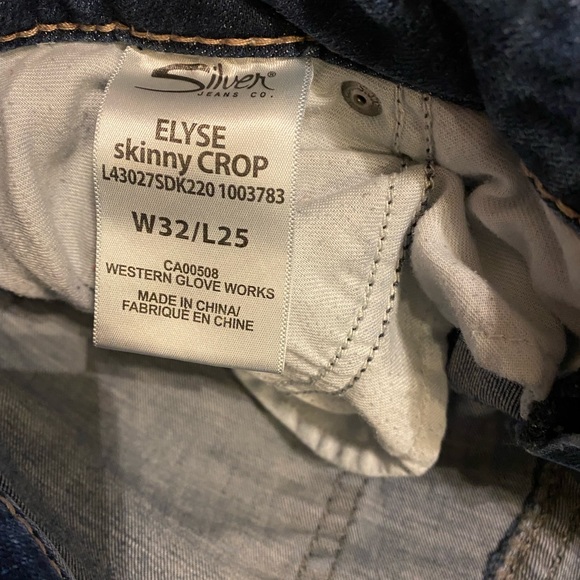 Silver®
JEANS CO.
ELYSE
skinny CROP
L43027SDK220 1003783
W32/L25
CA00508
WESTERN GLOVE WORKS
MADE IN CHINA/
FABRIQUÉ EN CHINE